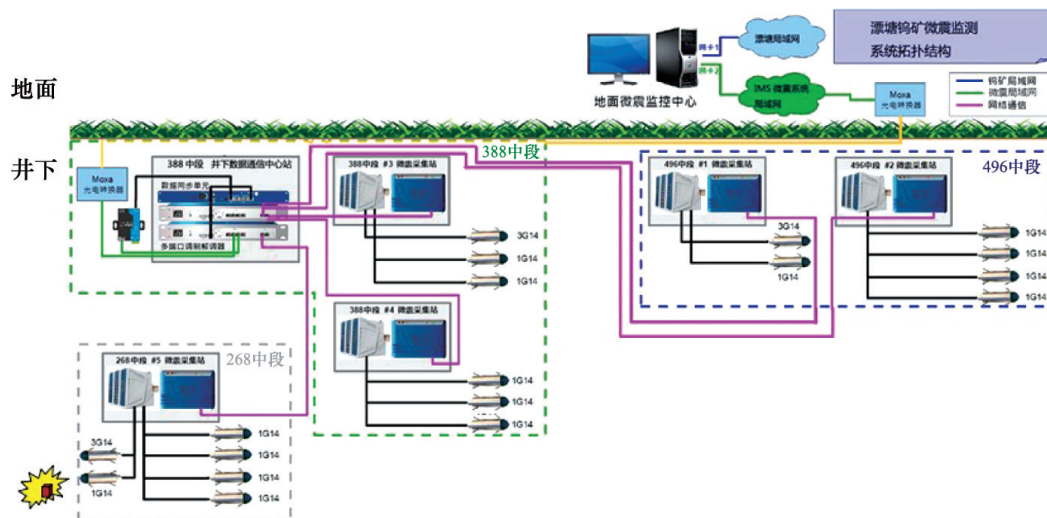 漂塘钨矿微震监测
系统拓扑结构
网卡1
漂塘局域网
网卡2
IMS 微震系统
局域网
地面微震监控中心
Moxa
光电转换器
钨矿局域网
微震局域网
网络通信
地面
井下
388 中段 井下数据通信中心站
数据同步单元
多端口调制解调器
Moxa
光电转换器
388中段 #3 微震采集站
388中段
3G14
1G14
1G14
496中段 #1 微震采集站
3G14
1G14
496中段 #2 微震采集站
496中段
1G14
1G14
1G14
1G14
388中段 #4 微震采集站
1G14
1G14
1G14
268中段 #5 微震采集站
268中段
3G14
1G14
1G14
1G14
1G14
1G14